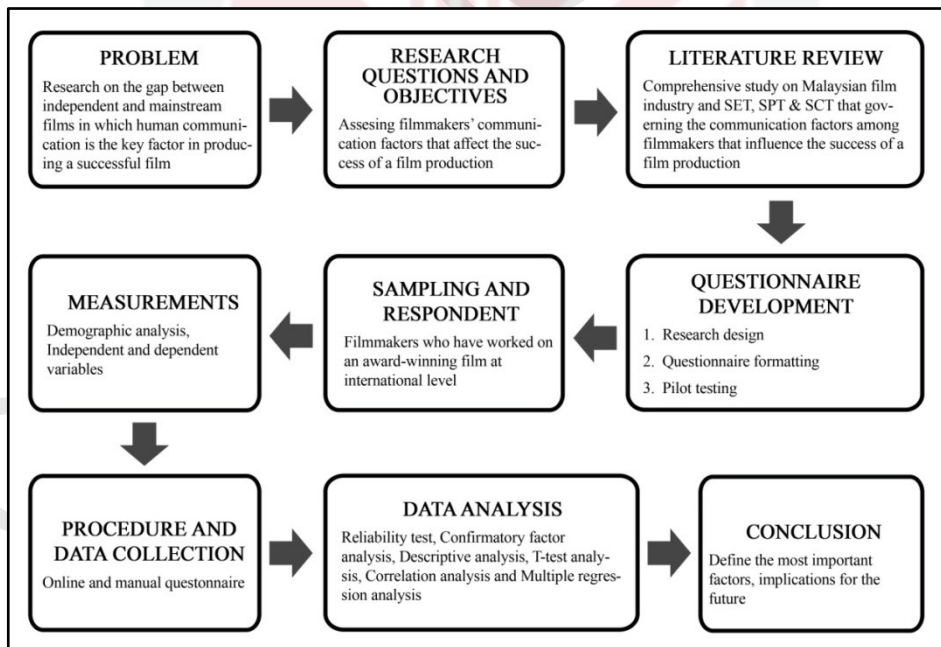 PROBLEM
Research on the gap between
independent and mainstream
films in which human communi-
cation is the key factor in produc-
ing a successful film
RESEARCH
QUESTIONS AND
OBJECTIVES
Assesing filmmakers' communi-
cation factors that affect the suc-
cess of a film production
LITERATURE REVIEW
Comprehensive study on Malaysian film
industry and SET, SPT & SCT that gov-
erning the communication factors among
filmmakers that influence the success of a
film production
QUESTIONNAIRE
DEVELOPMENT
1. Research design
2. Questionnaire formatting
3. Pilot testing
SAMPLING AND
RESPONDENT
Filmmakers who have worked on
an award-winning film at
international level
MEASUREMENTS
Demographic analysis,
Independent and dependent
variables
PROCEDURE AND
DATA COLLECTION
Online and manual questonnaire
DATA ANALYSIS
Reliability test, Confirmatory factor
analysis, Descriptive analysis, T-test analy-
sis, Correlation analysis and Multiple regres-
sion analysis
CONCLUSION
Define the most important
factors, implications for the
future